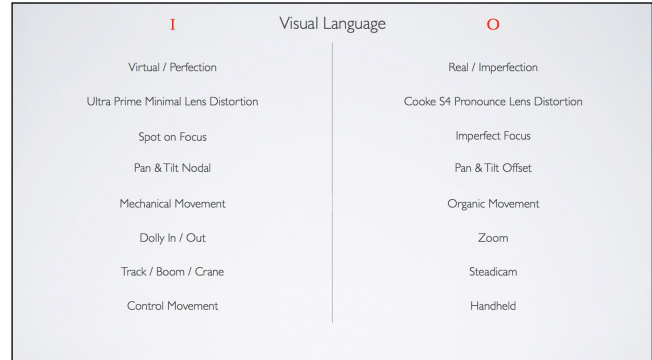 I Visual Language O
Virtual / Perfection Real / Imperfection
Ultra Prime Minimal Lens Distortion Cooke S4 Pronounce Lens Distortion
Spot on Focus Imperfect Focus
Pan & Tilt Nodal Pan & Tilt Offset
Mechanical Movement Organic Movement
Dolly In / Out Zoom
Track / Boom / Crane Steadicam
Control Movement Handheld